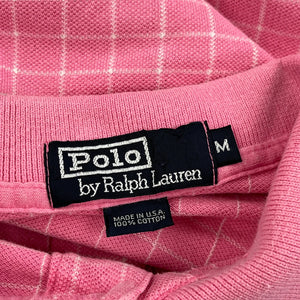 Polo
by Ralph Lauren
M
MADE IN U.S.A.
100% COTTON